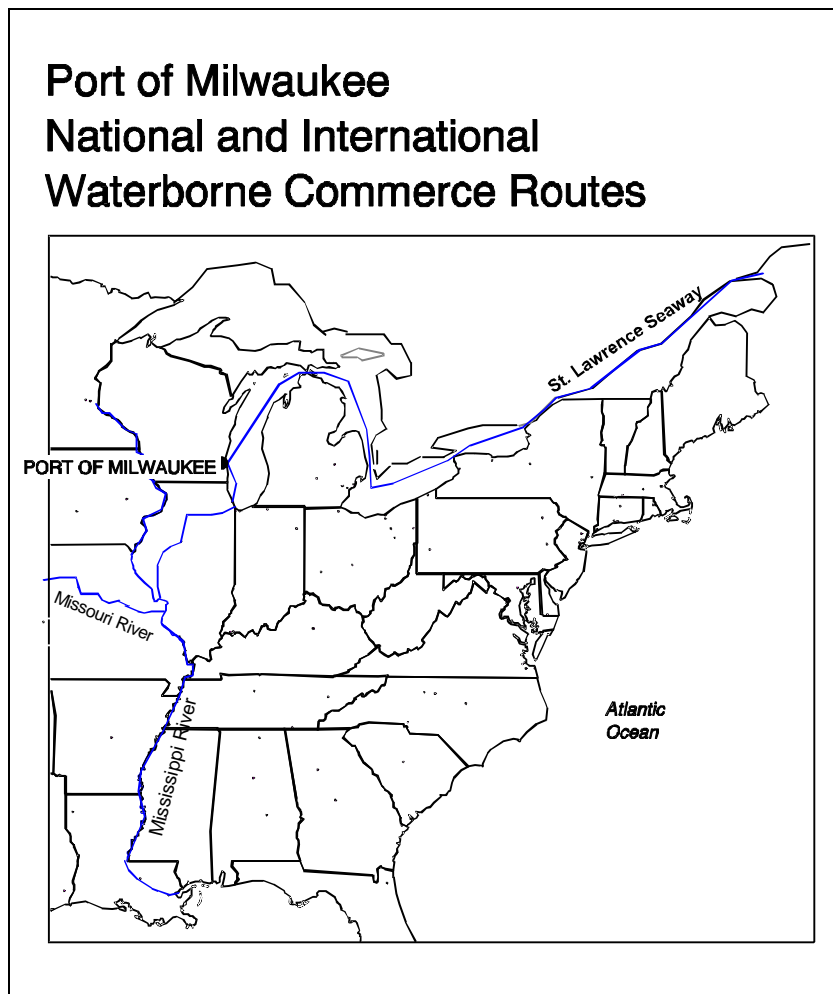 Port of Milwaukee
National and International
Waterborne Commerce Routes
St. Lawrence Seaway
PORT OF MILWAUKEE
Missouri River
Mississippi River
Atlantic
Ocean